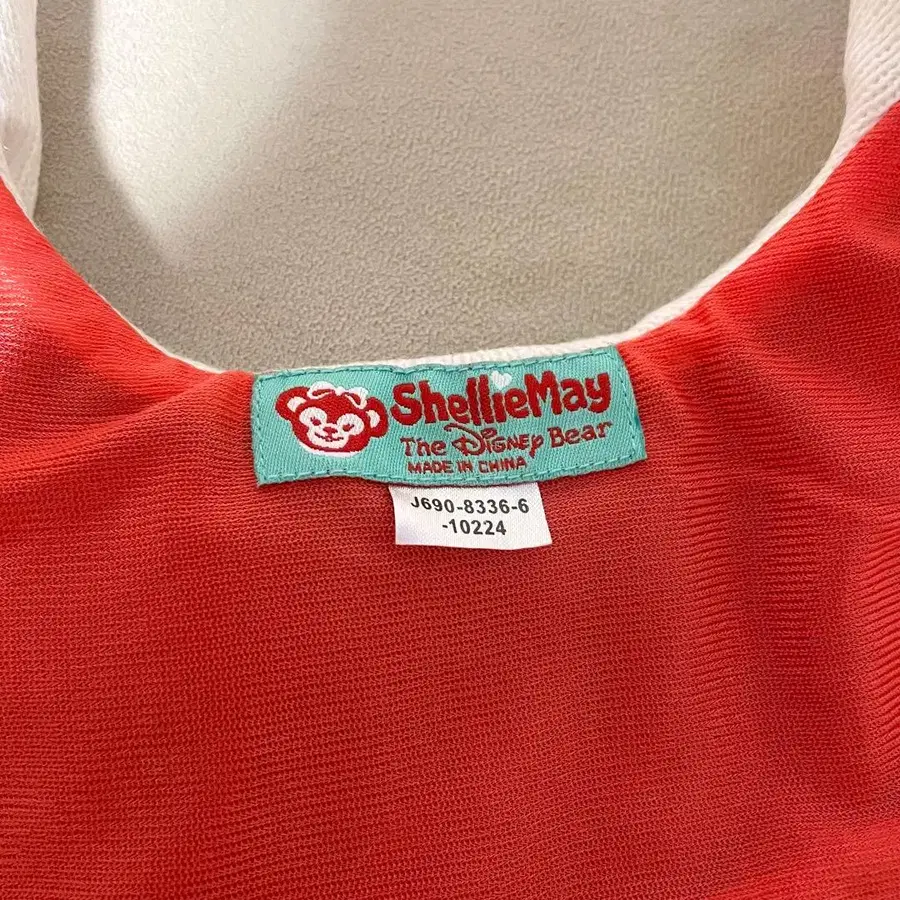 ShellieMay
The Disney Bear
MADE IN CHINA
J690-8336-6
-10224